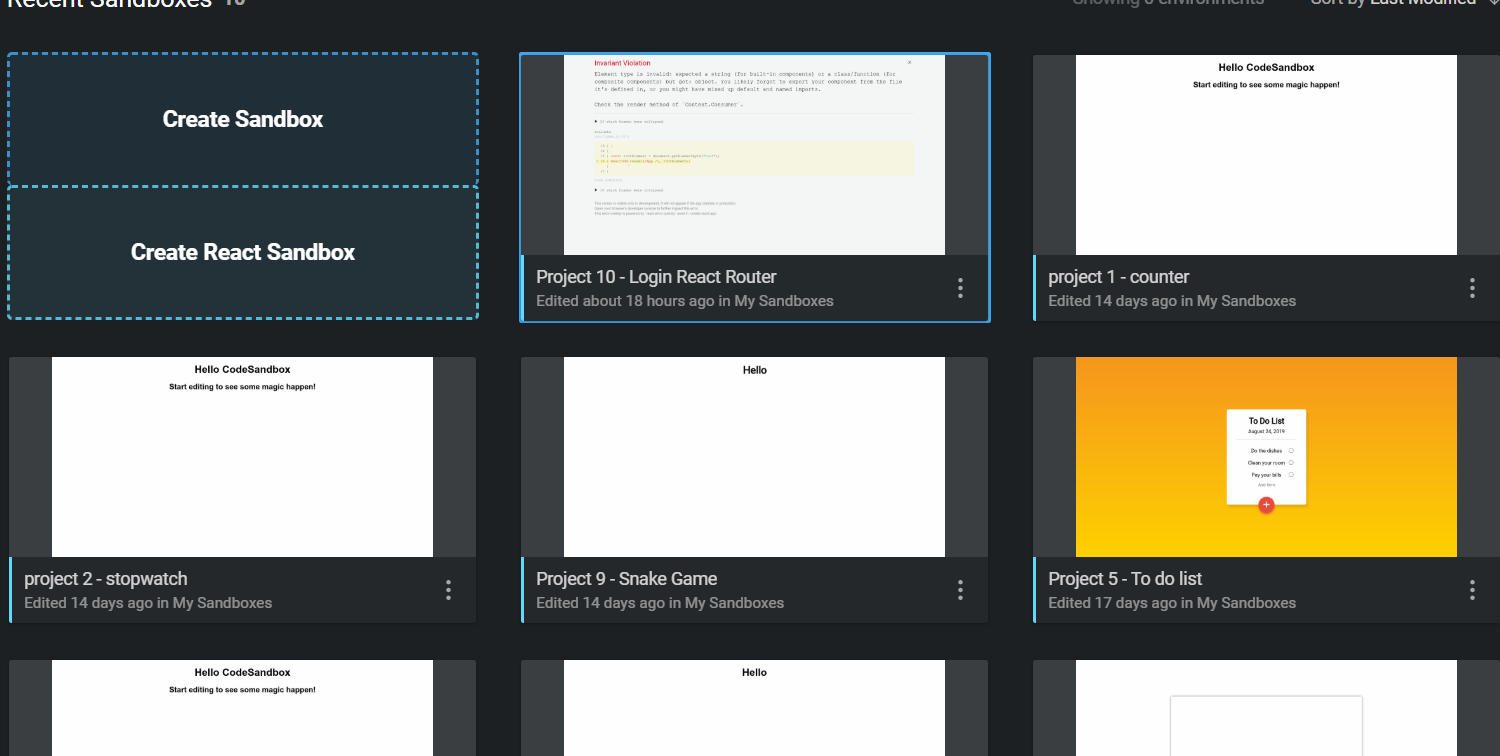 Recent Sandboxes 10
Showing 0 environments
Sort by Last Modified
Create Sandbox
Create React Sandbox
Invariant Violation
Element type is invalid: expected a string (for built-in components) or a class/function (for
composite components) but got: object. You likely forgot to export your component from the file
it's defined in, or you might have mixed up default and named imports.
Check the render method of `Context.Consumer`.
Project 10 - Login React Router
Edited about 18 hours ago in My Sandboxes
Hello CodeSandbox
Start editing to see some magic happen!
project 1 - counter
Edited 14 days ago in My Sandboxes
Hello CodeSandbox
Start editing to see some magic happen!
project 2 - stopwatch
Edited 14 days ago in My Sandboxes
Hello
Project 9 - Snake Game
Edited 14 days ago in My Sandboxes
To Do List
August 24, 2019
Do the dishes
Clean your room
Pay your bills
Add item
Project 5 - To do list
Edited 17 days ago in My Sandboxes
Hello CodeSandbox
Start editing to see some magic happen!
Hello